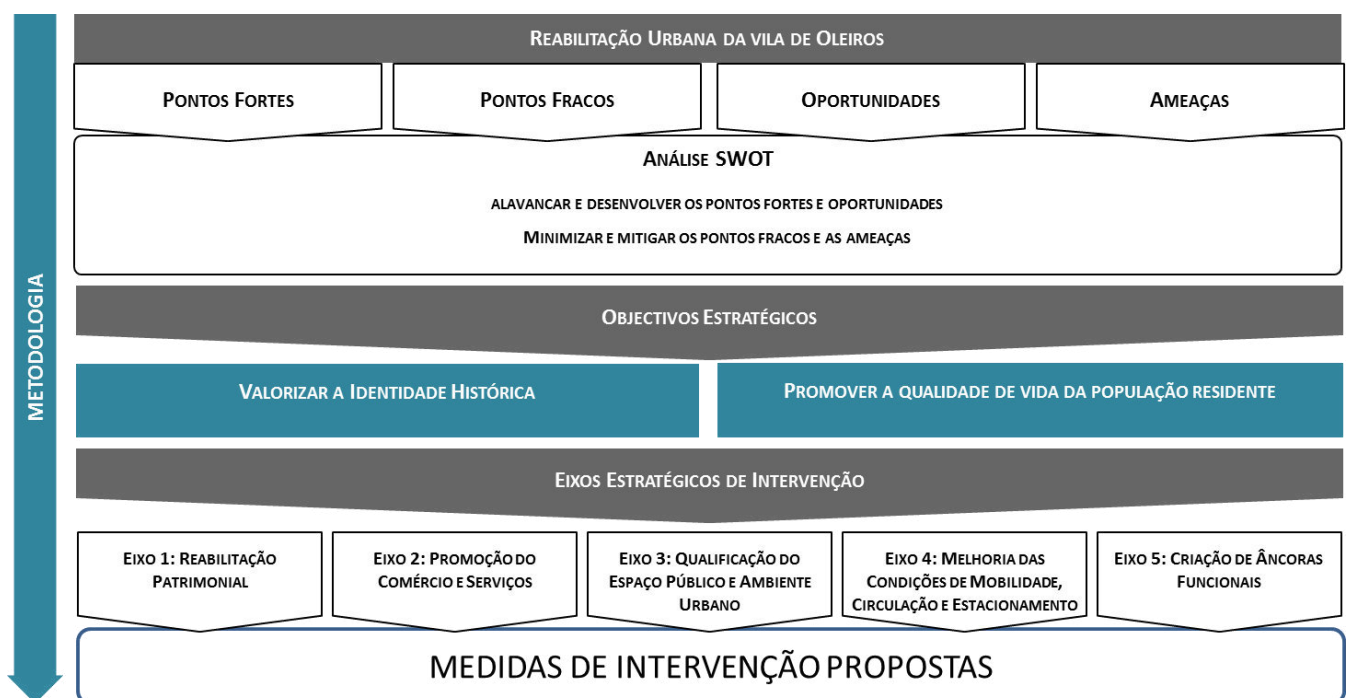 METODOLOGIA
REABILITAÇÃO URBANA DA VILA DE OLEIROS
PONTOS FORTES
PONTOS FRACOS
OPORTUNIDADES
AMEAÇAS
ANÁLISE SWOT
ALAVANCAR E DESENVOLVER OS PONTOS FORTES E OPORTUNIDADES
MINIMIZAR E MITIGAR OS PONTOS FRACOS E AS AMEAÇAS
OBJECTIVOS ESTRATÉGICOS
VALORIZAR A IDENTIDADE HISTÓRICA
PROMOVER A QUALIDADE DE VIDA DA POPULAÇÃO RESIDENTE
EIXOS ESTRATÉGICOS DE INTERVENÇÃO
EIXO 1: REABILITAÇÃO
PATRIMONIAL
EIXO 2: PROMOÇÃO DO
COMÉRCIO E SERVIÇOS
EIXO 3: QUALIFICAÇÃO DO
ESPAÇO PÚBLICO E AMBIENTE
URBANO
EIXO 4: MELHORIA DAS
CONDIÇÕES DE MOBILIDADE,
CIRCULAÇÃO E ESTACIONAMENTO
EIXO 5: CRIAÇÃO DE ÂNCORAS
FUNCIONAIS
MEDIDAS DE INTERVENÇÃO PROPOSTAS